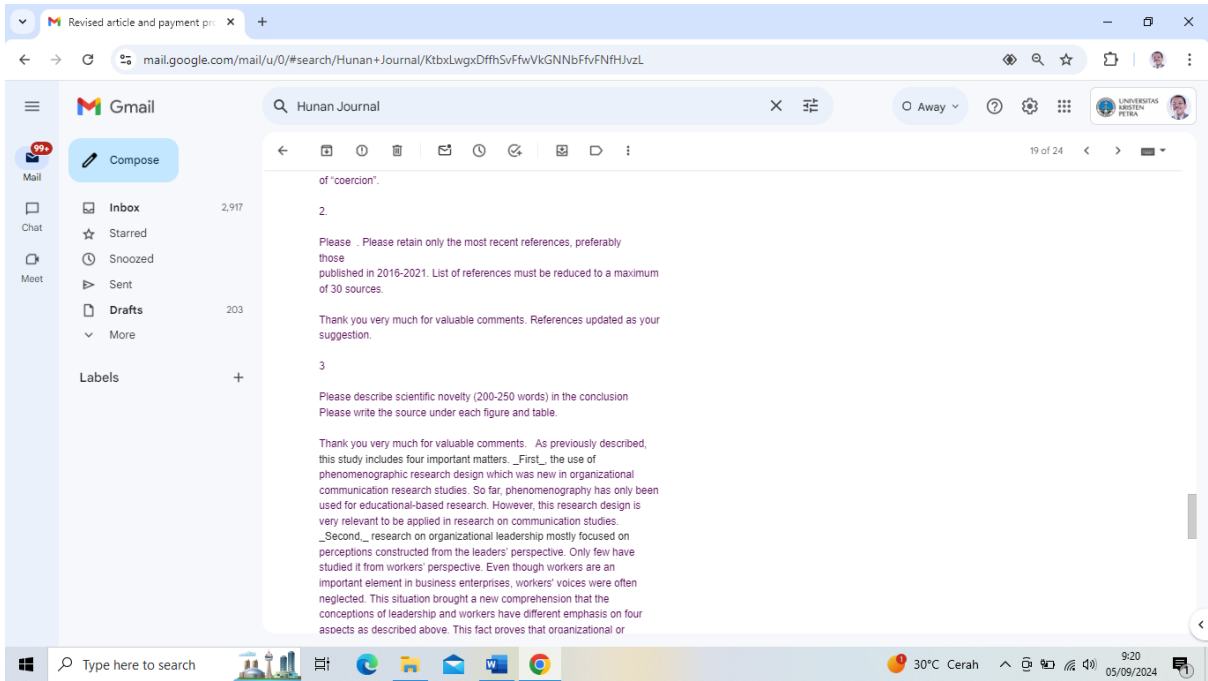 Revised article and payment pro
mail.google.com/mail/u/0/#search/Hunan+Journal/KtbxLwgxDffhSvFfwVkGNNbFfvFNfHJvzL
Gmail
Hunan Journal
Away
UNIVERSITAS
KRISTEN
PETRA
99+
Mail
Chat
Meet
Compose
Inbox 2,917
Starred
Snoozed
Sent
Drafts 203
More
Labels
19 of 24
of “coercion”.
2.
Please . Please retain only the most recent references, preferably
those
published in 2016-2021. List of references must be reduced to a maximum
of 30 sources.
Thank you very much for valuable comments. References updated as your
suggestion.
3
Please describe scientific novelty (200-250 words) in the conclusion
Please write the source under each figure and table.
Thank you very much for valuable comments. As previously described,
this study includes four important matters. _First_, the use of
phenomenographic research design which was new in organizational
communication research studies. So far, phenomenography has only been
used for educational-based research. However, this research design is
very relevant to be applied in research on communication studies.
_Second,_ research on organizational leadership mostly focused on
perceptions constructed from the leaders' perspective. Only few have
studied it from workers' perspective. Even though workers are an
important element in business enterprises, workers' voices were often
neglected. This situation brought a new comprehension that the
conceptions of leadership and workers have different emphasis on four
aspects as described above. This fact proves that organizational or
Type here to search
30°C Cerah
9:20
05/09/2024
1